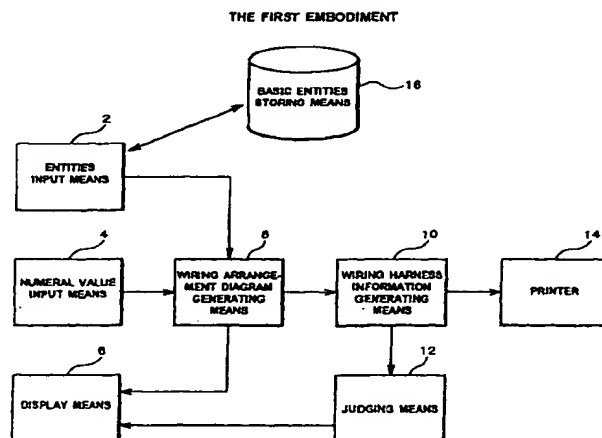 THE FIRST EMBODIMENT
BASIC ENTITIES
STORING MEANS
16
2
ENTITIES
INPUT MEANS
4
NUMERAL VALUE
INPUT MEANS
8
WIRING ARRANGE-
MENT DIAGRAM
GENERATING
MEANS
10
WIRING HARNESS
INFORMATION
GENERATING
MEANS
14
PRINTER
6
DISPLAY MEANS
12
JUDGING MEANS